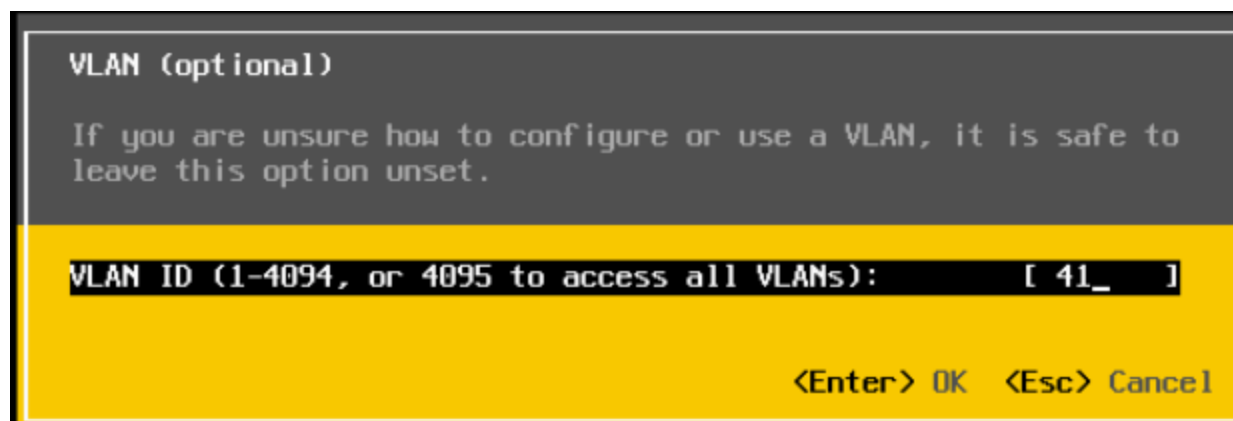 VLAN (optional)
If you are unsure how to configure or use a VLAN, it is safe to
leave this option unset.
VLAN ID (1-4094, or 4095 to access all VLANs): [ 41_ ]
<Enter> OK <Esc> Cancel